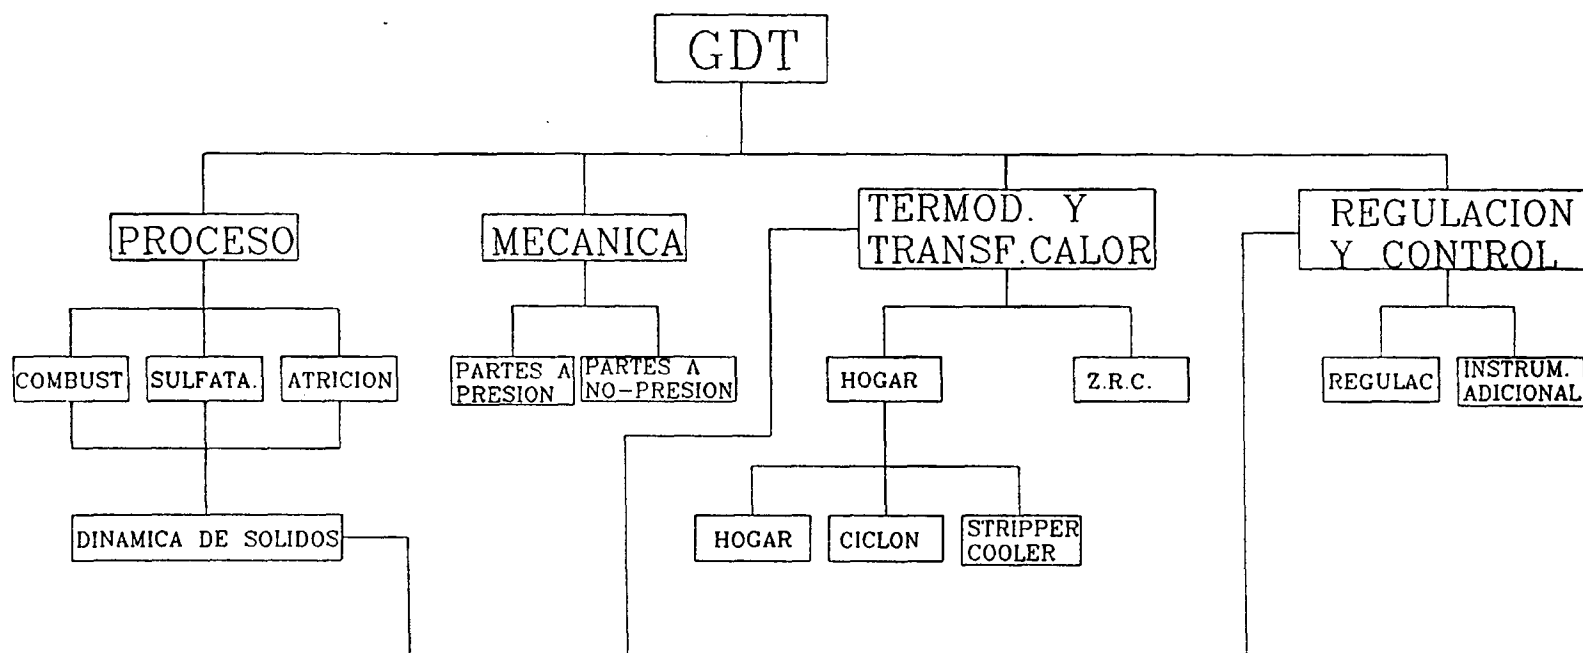 GDT
PROCESO
MECANICA
TERMOD. Y
TRANSF.CALOR
REGULACION
Y CONTROL
COMBUST
SULFATA.
ATRICION
PARTES A
PRESION
PARTES A
NO-PRESION
HOGAR
Z.R.C.
REGULAC
INSTRUM.
ADICIONAL
DINAMICA DE SOLIDOS
HOGAR
CICLON
STRIPPER
COOLER